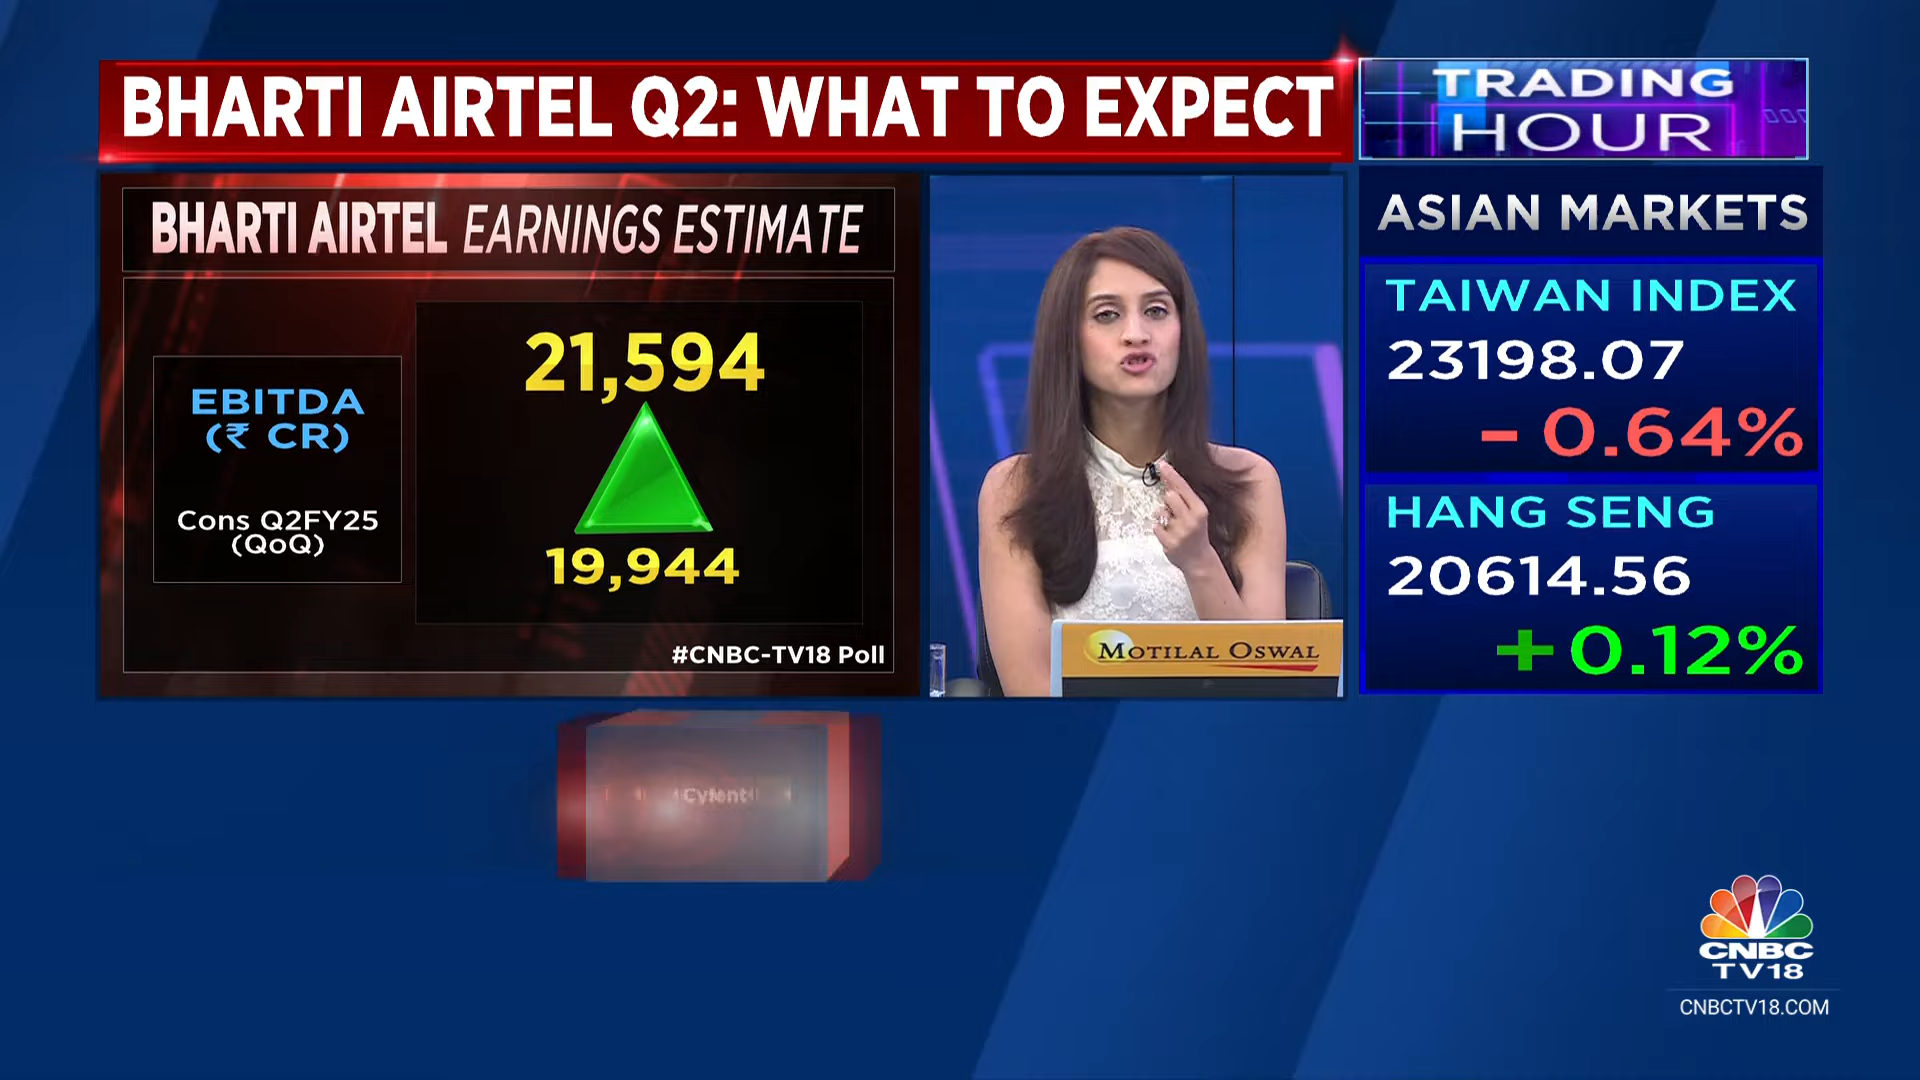 BHARTI AIRTEL Q2: WHAT TO EXPECT
TRADING
HOUR
BHARTI AIRTEL EARNINGS ESTIMATE
EBITDA
(₹ CR)
Cons Q2FY25
(QoQ)
21,594
19,944
#CNBC-TV18 Poll
MOTILAL OSWAL
ASIAN MARKETS
TAIWAN INDEX
23198.07
- 0.64%
HANG SENG
20614.56
+ 0.12%
CNBC
TV18
CNBCTV18.COM